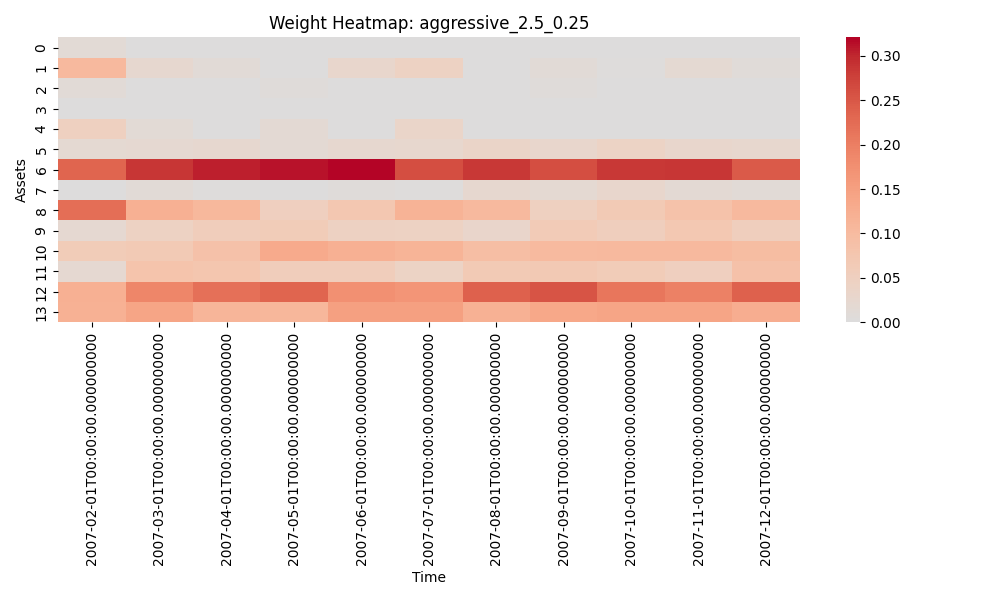 Weight Heatmap: aggressive_2.5_0.25
Assets
0
1
2
3
4
5
6
7
8
9
10
11
12
13
2007-02-01T00:00:00.000000000
2007-03-01T00:00:00.000000000
2007-04-01T00:00:00.000000000
2007-05-01T00:00:00.000000000
2007-06-01T00:00:00.000000000
2007-07-01T00:00:00.000000000
2007-08-01T00:00:00.000000000
2007-09-01T00:00:00.000000000
2007-10-01T00:00:00.000000000
2007-11-01T00:00:00.000000000
2007-12-01T00:00:00.000000000
Time
0.30
0.25
0.20
0.15
0.10
0.05
0.00